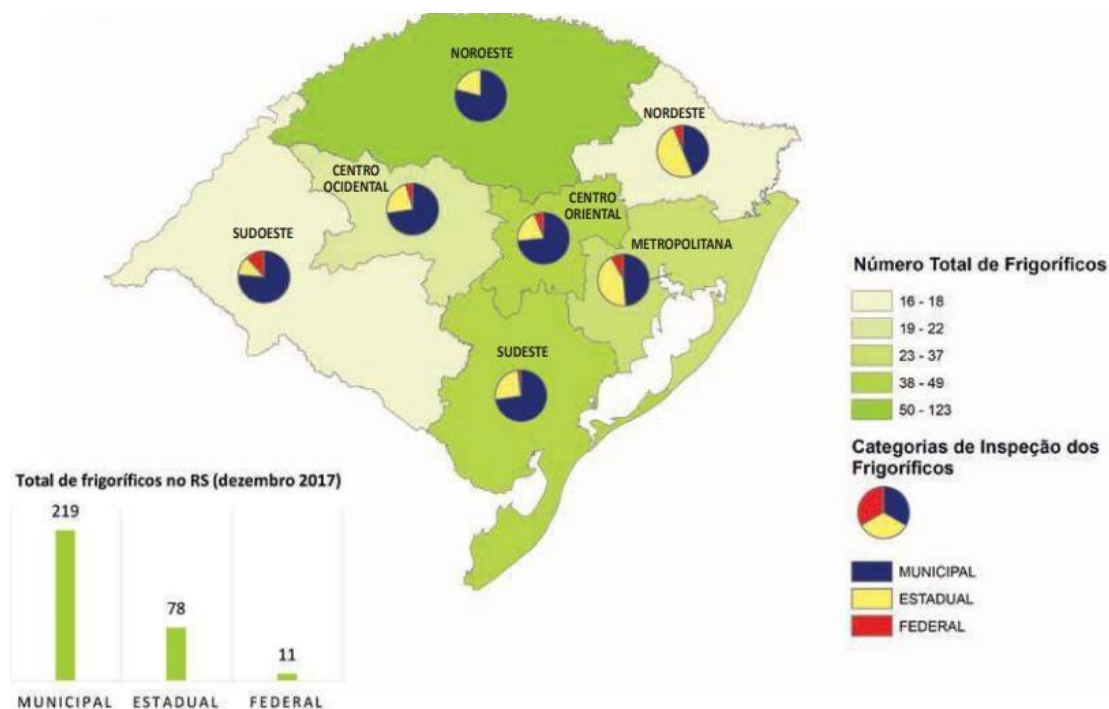 NOROESTE
NORDESTE
CENTRO
OCIDENTAL
CENTRO
ORIENTAL
SUDOESTE
METROPOLITANA
SUDESTE
Número Total de Frigoríficos
16 - 18
19 - 22
23 - 37
38 - 49
50 - 123
Categorias de Inspeção dos
Frigoríficos
MUNICIPAL
ESTADUAL
FEDERAL
Total de frigoríficos no RS (dezembro 2017)
219
78
11
MUNICIPAL
ESTADUAL
FEDERAL